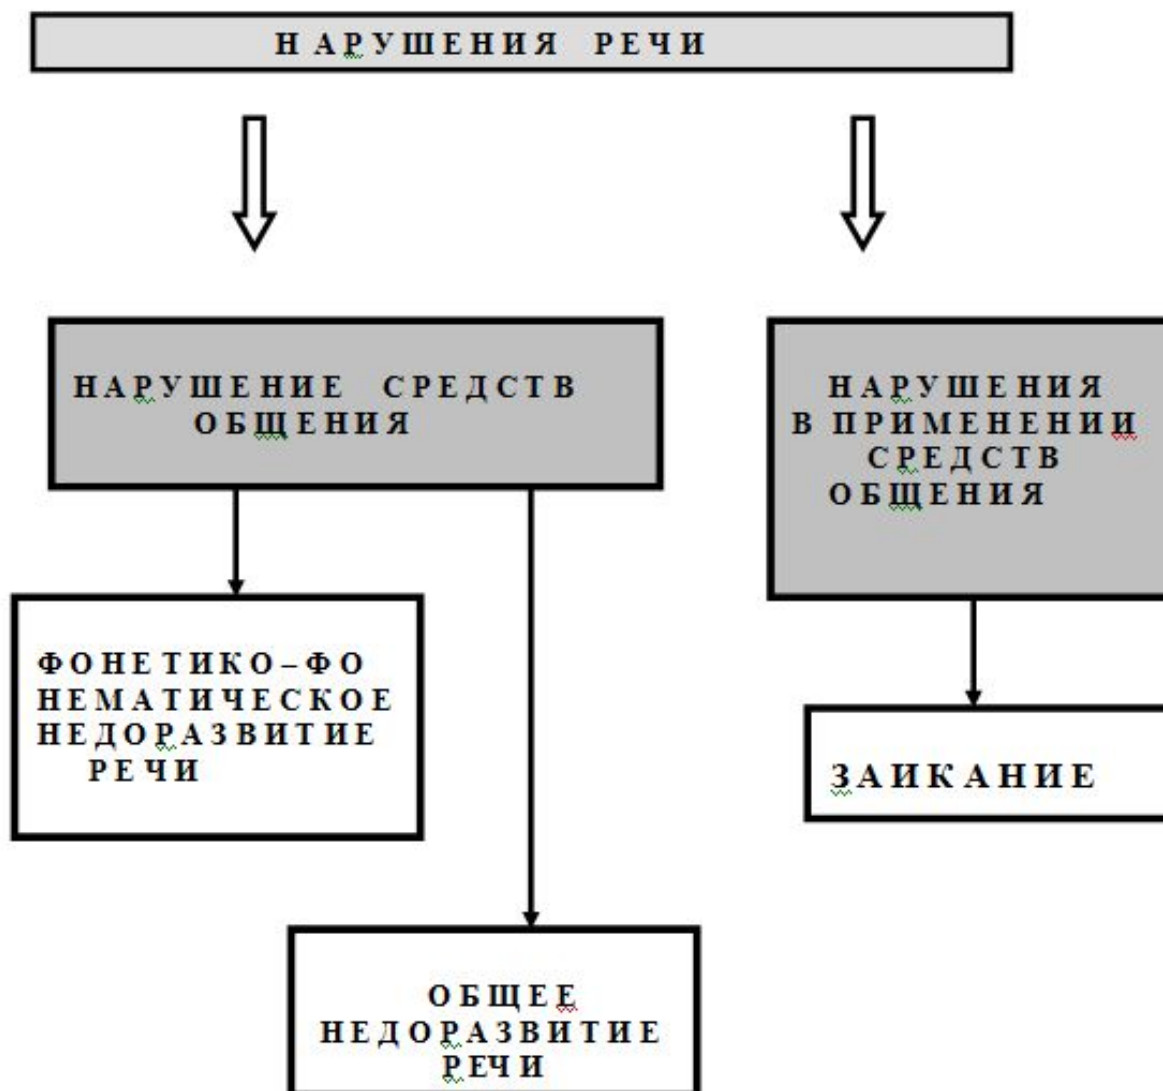 НАРУШЕНИЯ РЕЧИ
НАРУШЕНИЕ СРЕДСТВ
ОБЩЕНИЯ
НАРУШЕНИЯ
В ПРИМЕНЕНИИ
СРЕДСТВ
ОБЩЕНИЯ
ФОНЕТИКО–ФО
НЕМАТИЧЕСКОЕ
НЕДОРАЗВИТИЕ
РЕЧИ
ЗАИКАНИЕ
ОБЩЕЕ
НЕДОРАЗВИТИЕ
РЕЧИ